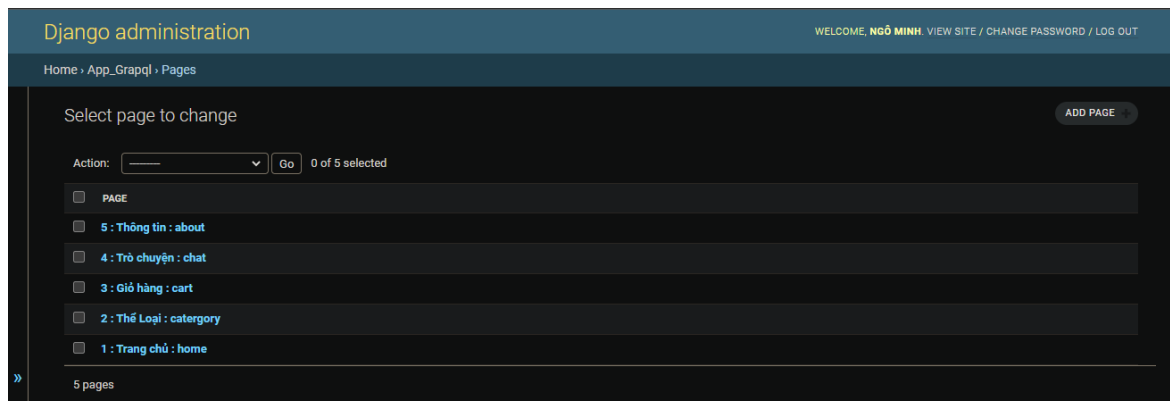 Django administration
WELCOME, NGÔ MINH. VIEW SITE / CHANGE PASSWORD / LOG OUT
Home › App_Grapql › Pages
Select page to change
ADD PAGE +
Action: --------- Go 0 of 5 selected
PAGE
5 : Thông tin : about
4 : Trò chuyện : chat
3 : Giỏ hàng : cart
2 : Thể Loại : catergory
1 : Trang chủ : home
»
5 pages